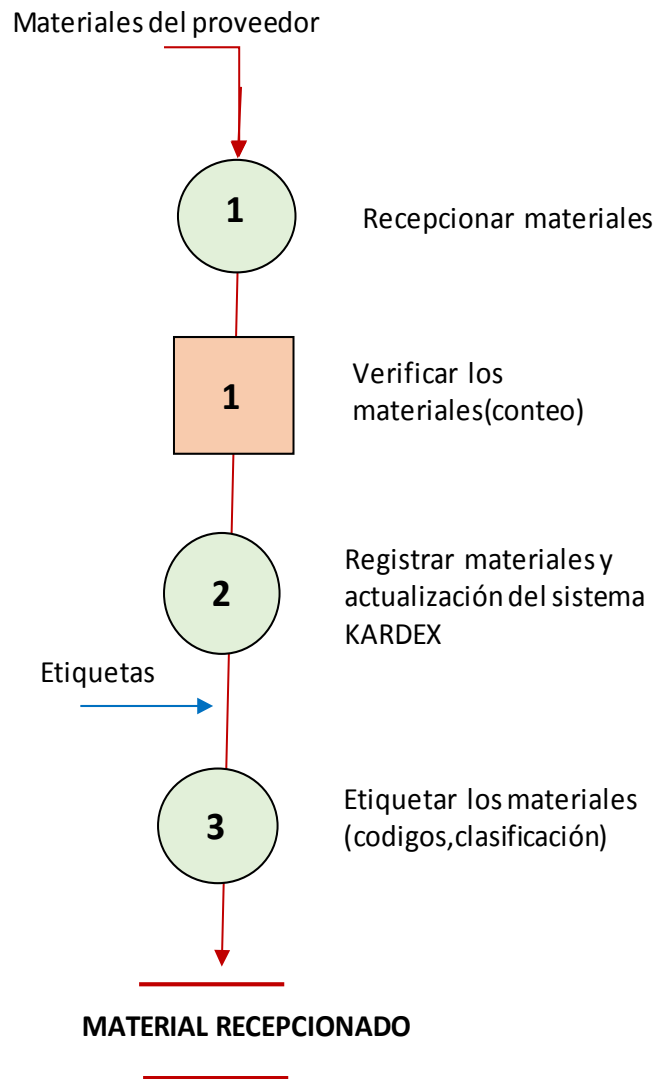 Materiales del proveedor
1
Recepcionar materiales
1
Verificar los
materiales(conteo)
2
Registrar materiales y
actualización del sistema
KARDEX
Etiquetas
3
Etiquetar los materiales
(codigos,clasificación)
MATERIAL RECEPCIONADO